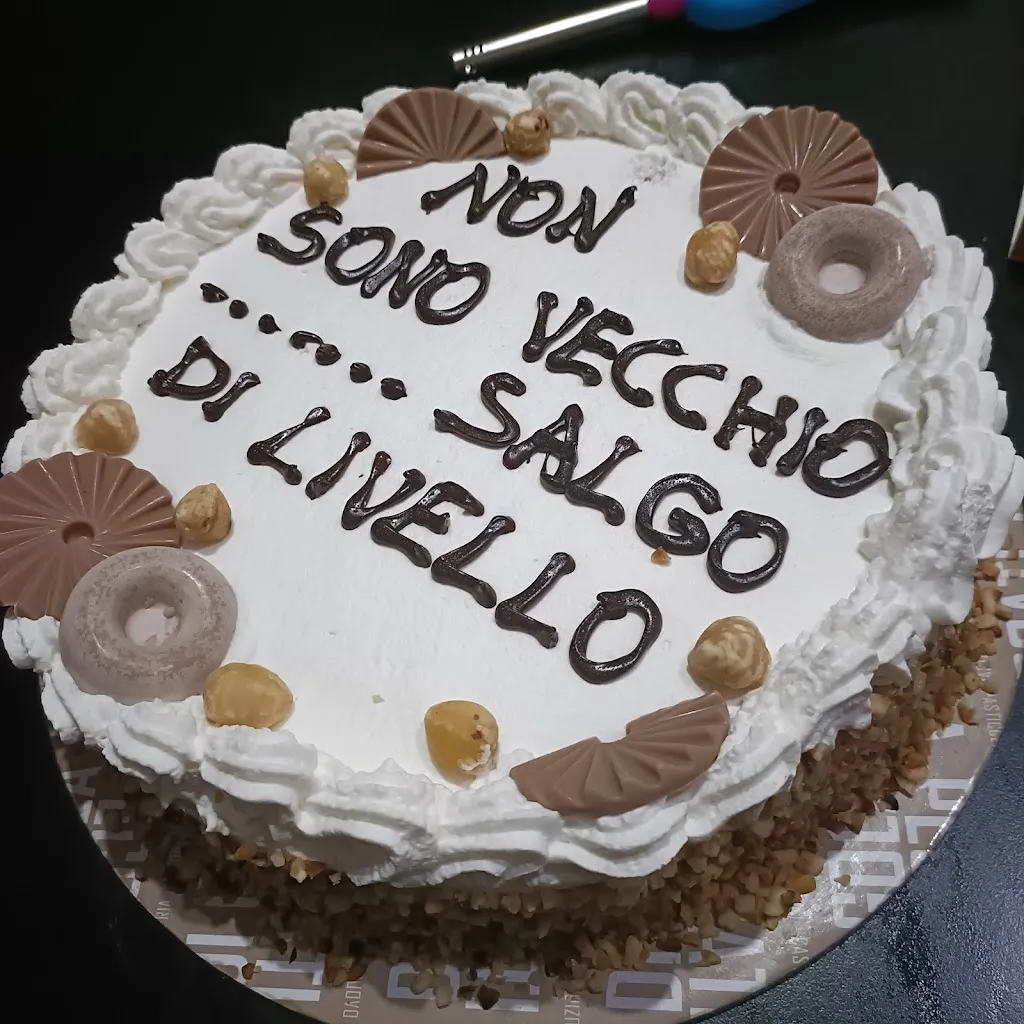 NON
SONO VECCHIO
......... SALGO
DI LIVELLO